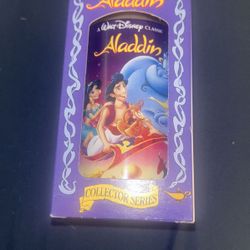 Aladdin
A WALT DISNEY CLASSIC
Aladdin
COLLECTOR SERIES